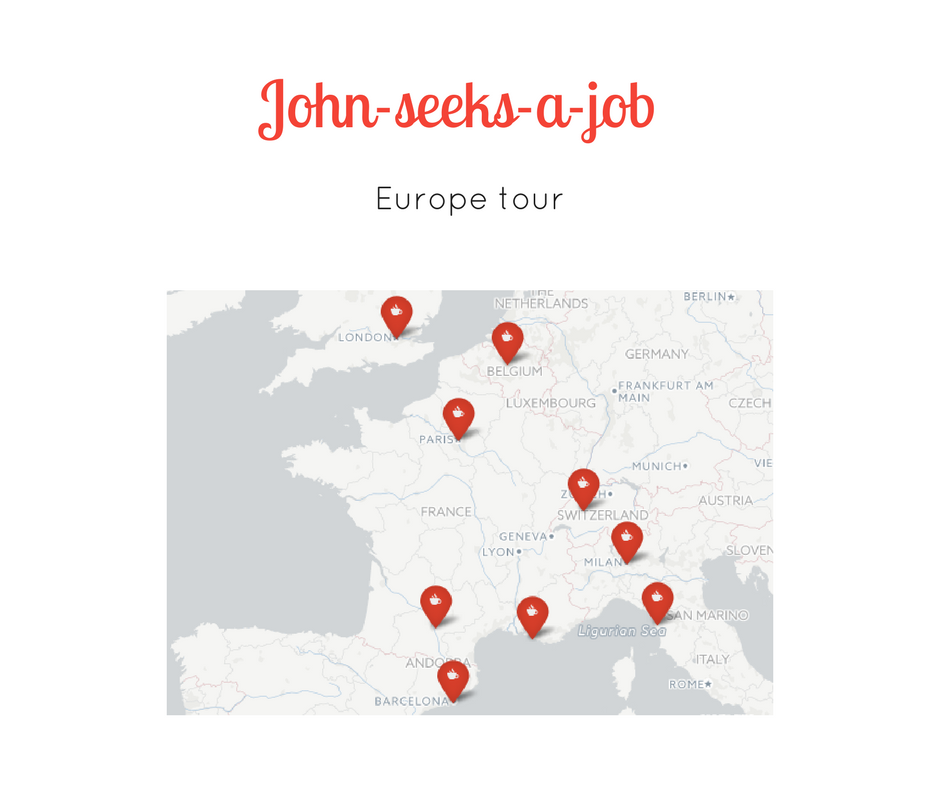 John-seeks-a-job
Europe tour
THE
NETHERLANDS
BERLIN
LONDON
GERMANY
BELGIUM
FRANKFURT AM
MAIN
LUXEMBOURG
CZECH
PARIS
MUNICH
VIE
AUSTRIA
FRANCE
SWITZERLAND
GENEVA
LYON
SLOVEN
MILAN
SAN MARINO
Ligurian Sea
ITALY
ANDORRA
ROME
BARCELONA